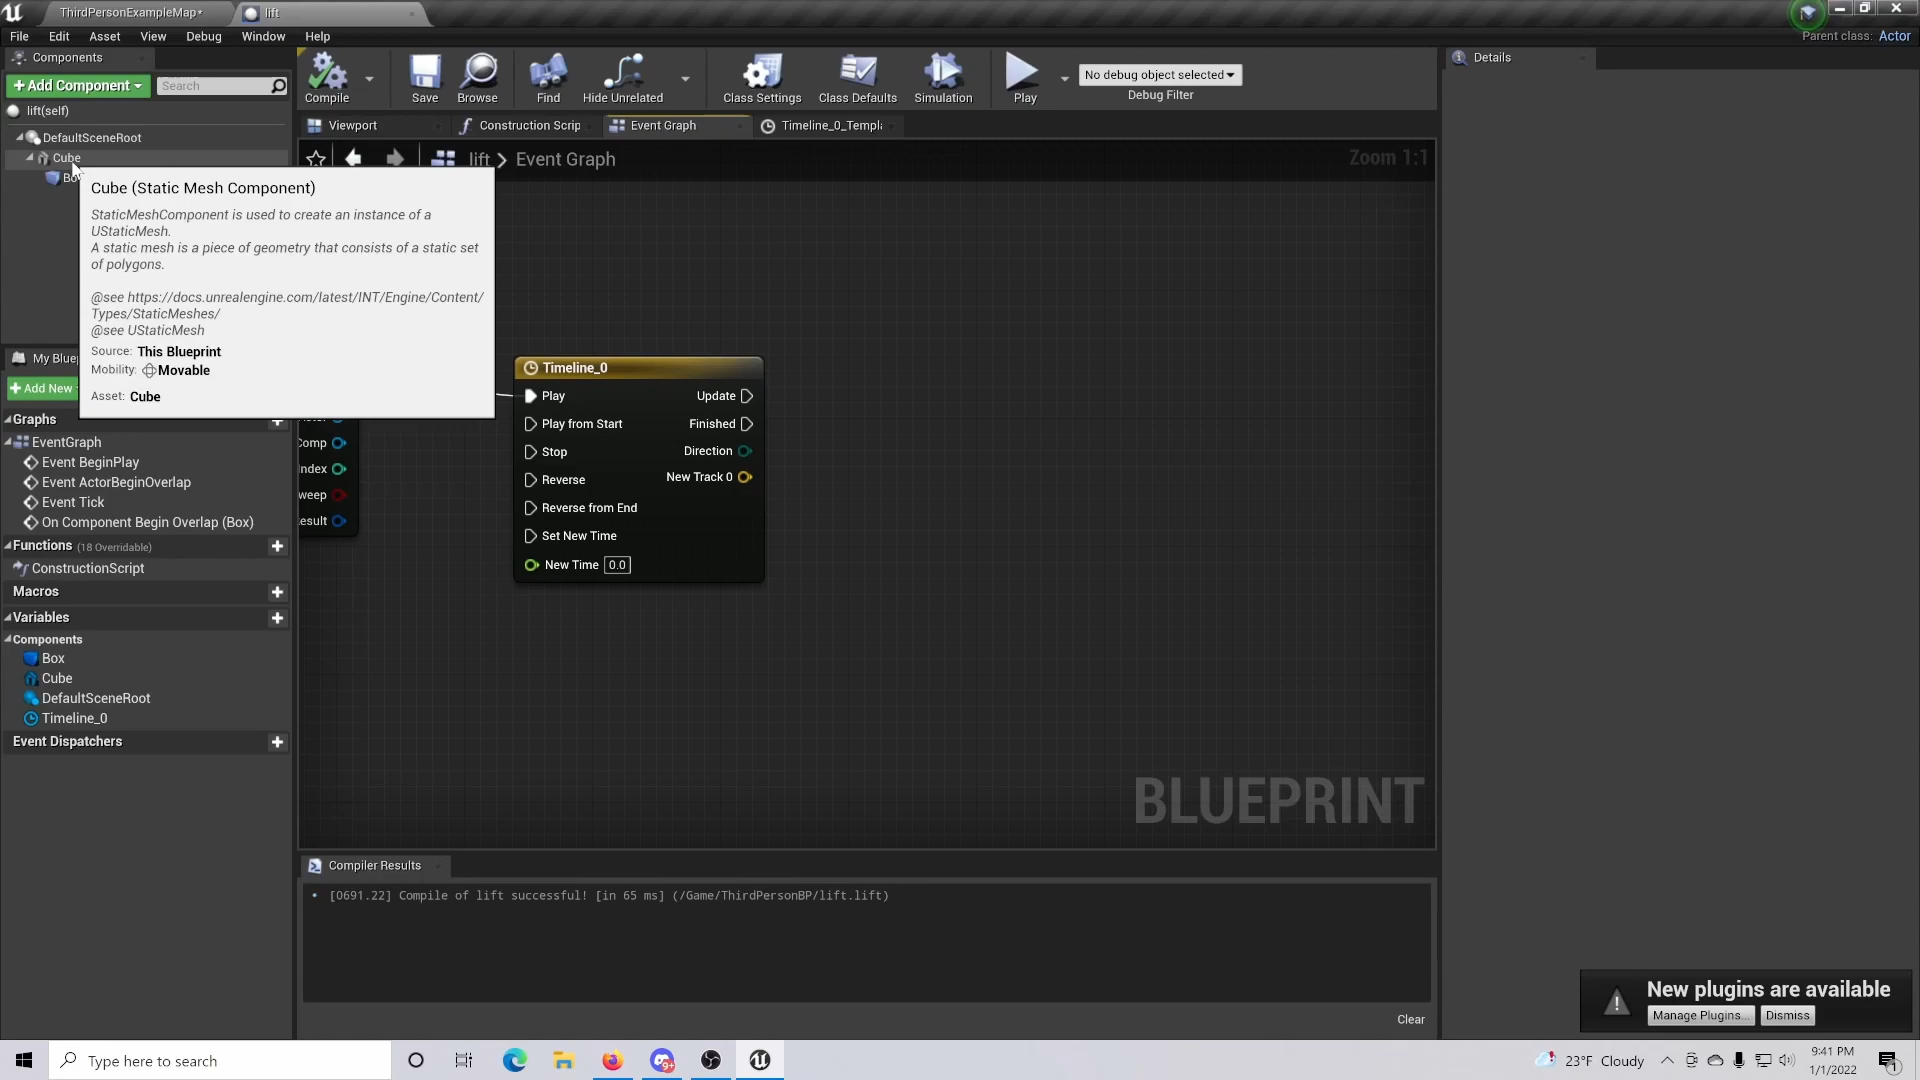 ThirdPersonExampleMap*
lift
File Edit Asset View Debug Window Help
Parent class: Actor
Components
+Add Component
Search
lift(self)
DefaultSceneRoot
Cube
Bo
Compile
Save
Browse
Find
Hide Unrelated
Class Settings
Class Defaults
Simulation
Play
No debug object selected
Debug Filter
Details
Viewport
Construction Scrip
Event Graph
Timeline_0_Templ
lift > Event Graph
Zoom 1:1
Cube (Static Mesh Component)
StaticMeshComponent is used to create an instance of a
UStaticMesh.
A static mesh is a piece of geometry that consists of a static set
of polygons.
@see https://docs.unrealengine.com/latest/INT/Engine/Content/
Types/StaticMeshes/
@see UStaticMesh
Source: This Blueprint
Mobility: Movable
Asset: Cube
My Blue
+Add New
Graphs
EventGraph
Event BeginPlay
Event ActorBeginOverlap
Event Tick
On Component Begin Overlap (Box)
Functions (18 Overridable)
ConstructionScript
Macros
Variables
Components
Box
Cube
DefaultSceneRoot
Timeline_0
Event Dispatchers
Comp
Index
weep
esult
Timeline_0
Play
Update
Play from Start
Finished
Stop
Direction
Reverse
New Track 0
Reverse from End
Set New Time
New Time 0.0
BLUEPRINT
Compiler Results
• [0691.22] Compile of lift successful! [in 65 ms] (/Game/ThirdPersonBP/lift.lift)
Clear
New plugins are available
Manage Plugins...
Dismiss
Type here to search
9+
23°F Cloudy
9:41 PM
1/1/2022
1